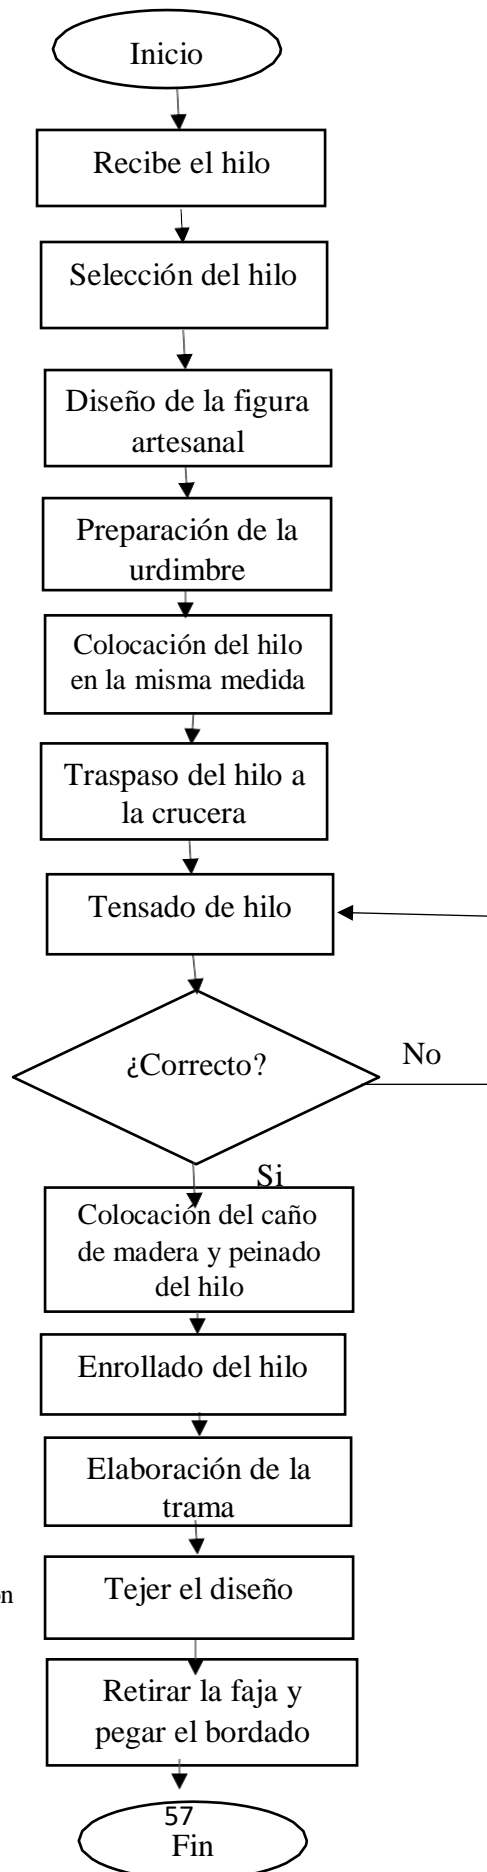 Inicio
Recibe el hilo
Selección del hilo
Diseño de la figura
artesanal
Preparación de la
urdimbre
Colocación del hilo
en la misma medida
Traspaso del hilo a
la crucera
Tensado de hilo
¿Correcto?
No
Si
Colocación del caño
de madera y peinado
del hilo
Enrollado del hilo
Elaboración de la
trama
Tejer el diseño
Retirar la faja y
pegar el bordado
57
Fin